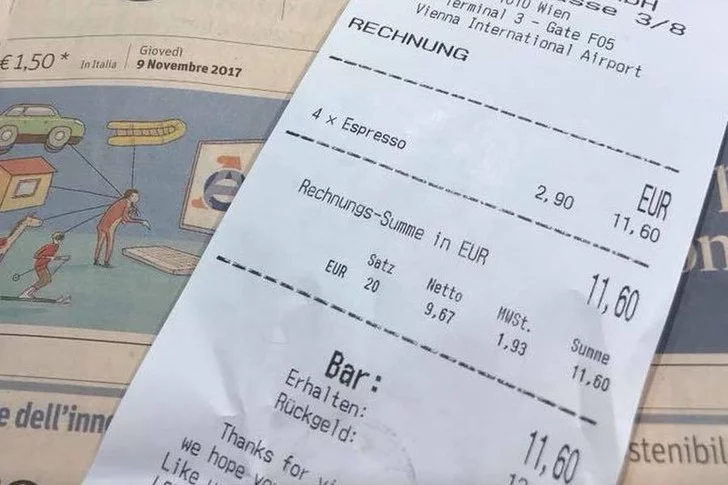 € 1,50 * In Italia Giovedì
9 Novembre 2017
e dell'inn
stenibil
1010 Wien
3/8
Terminal 3 - Gate F05
Vienna International Airport
RECHNUNG
EUR
4 x Espresso 2,90 11,60
Rechnungs-Summe in EUR 11,60
Satz Netto MWSt. Summe
EUR 20 9,67 1,93 11,60
Bar: 11,60
Erhalten:
Rückgeld:
Thanks for
we hope
Like